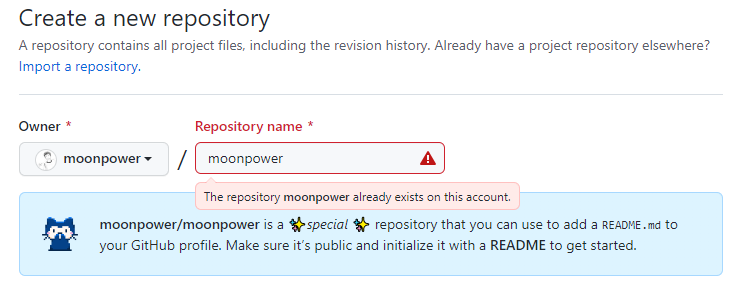 Create a new repository
A repository contains all project files, including the revision history. Already have a project repository elsewhere?
Import a repository.
Owner * Repository name *
moonpower / moonpower
The repository moonpower already exists on this account.
moonpower/moonpower is a ✨special ✨ repository that you can use to add a README.md to
your GitHub profile. Make sure it’s public and initialize it with a README to get started.